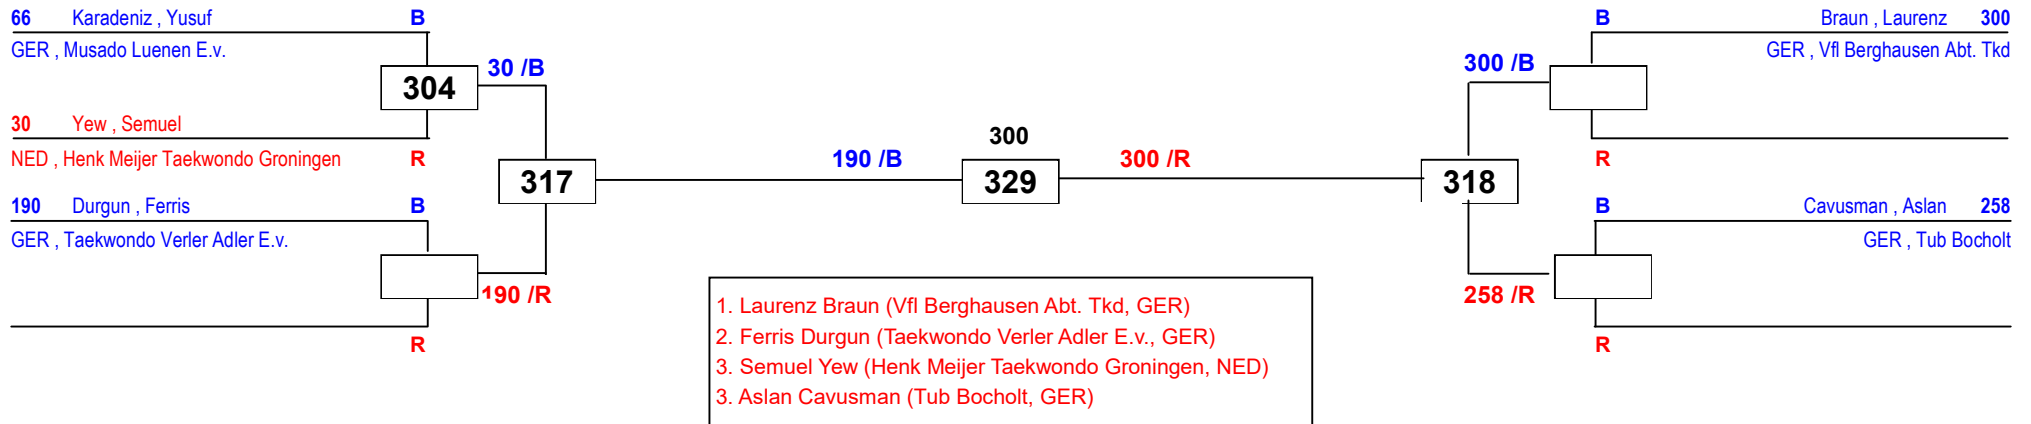 66 Karadeniz , Yusuf B
GER , Musado Luenen E.v.
304
30 /B
30 Yew , Semuel
NED , Henk Meijer Taekwondo Groningen R
317
190 Durgun , Ferris B
GER , Taekwondo Verler Adler E.v.
190 /R
R
190 /B
300
329
300 /R
B Braun , Laurenz 300
GER , Vfl Berghausen Abt. Tkd
300 /B
R
318
B Cavusman , Aslan 258
GER , Tub Bocholt
258 /R
R
1. Laurenz Braun (Vfl Berghausen Abt. Tkd, GER)
2. Ferris Durgun (Taekwondo Verler Adler E.v., GER)
3. Semuel Yew (Henk Meijer Taekwondo Groningen, NED)
3. Aslan Cavusman (Tub Bocholt, GER)